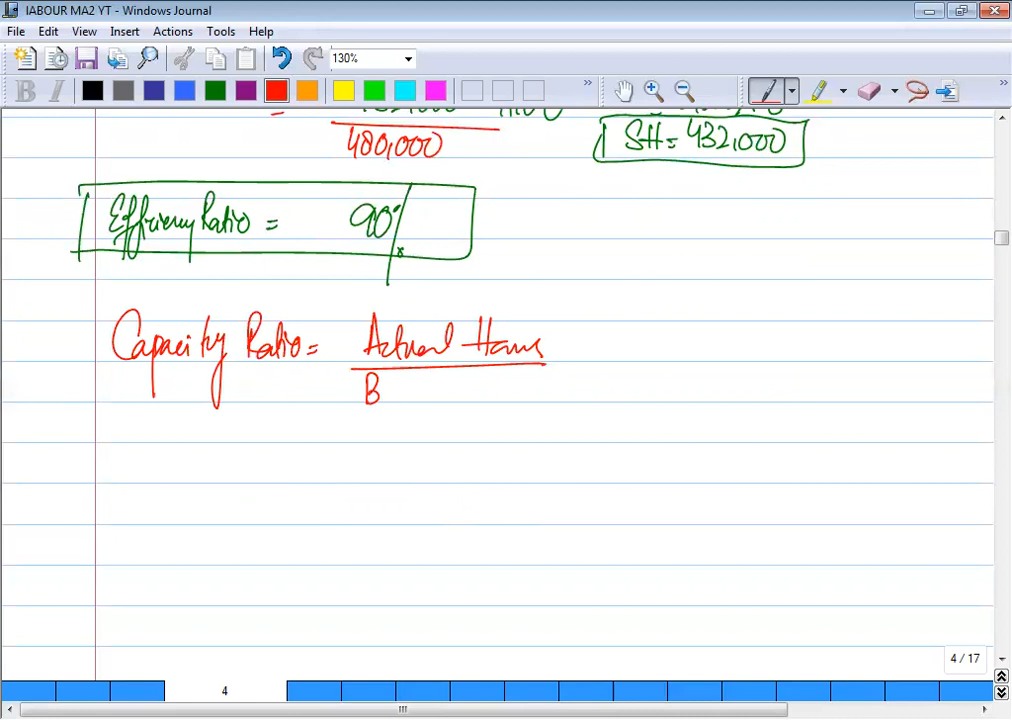 IABOUR MA2 YT - Windows Journal
File Edit View Insert Actions Tools Help
130%
B I
480,000
SH = 432,000
Efficiency Ratio = 90%
Capacity Ratio = Actual Hours
B
4 / 17
4